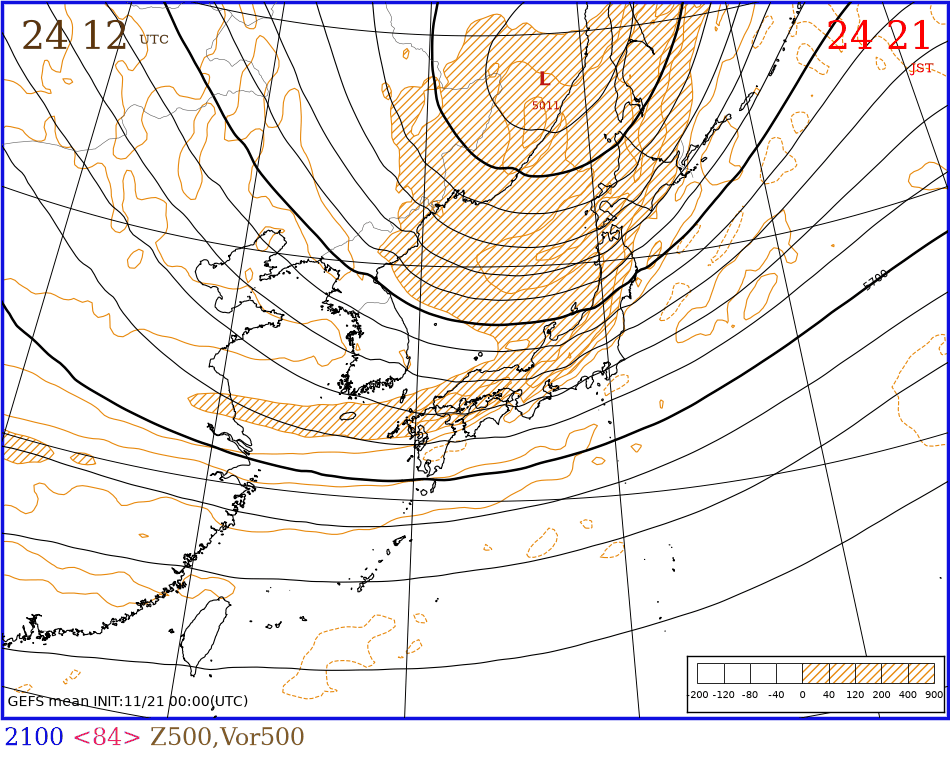 24 12 UTC
24 21
JST
L
5011
5700
GEFS mean INIT:11/21 00:00(UTC)
-200 -120 -80 -40 0 40 120 200 400 900
2100 <84> Z500,Vor500